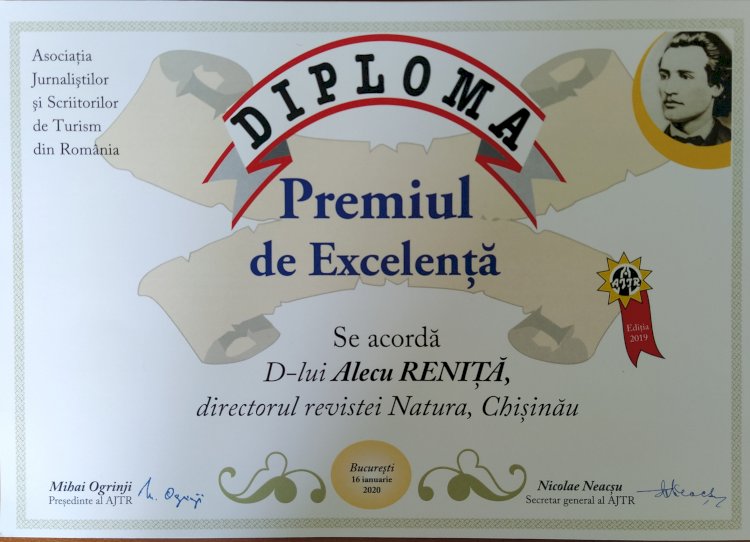 Asociația
Jurnaliștilor
și Scriitorilor
de Turism
din România
DIPLOMA
Premiul
de Excelență
AJTR
Ediția
2019
Se acordă
D-lui Alecu RENIȚĂ,
directorul revistei Natura, Chișinău
București
16 ianuarie
2020
Mihai Ogrinji
Președinte al AJTR
M. Ogrinji
Nicolae Neacșu
Secretar general al AJTR